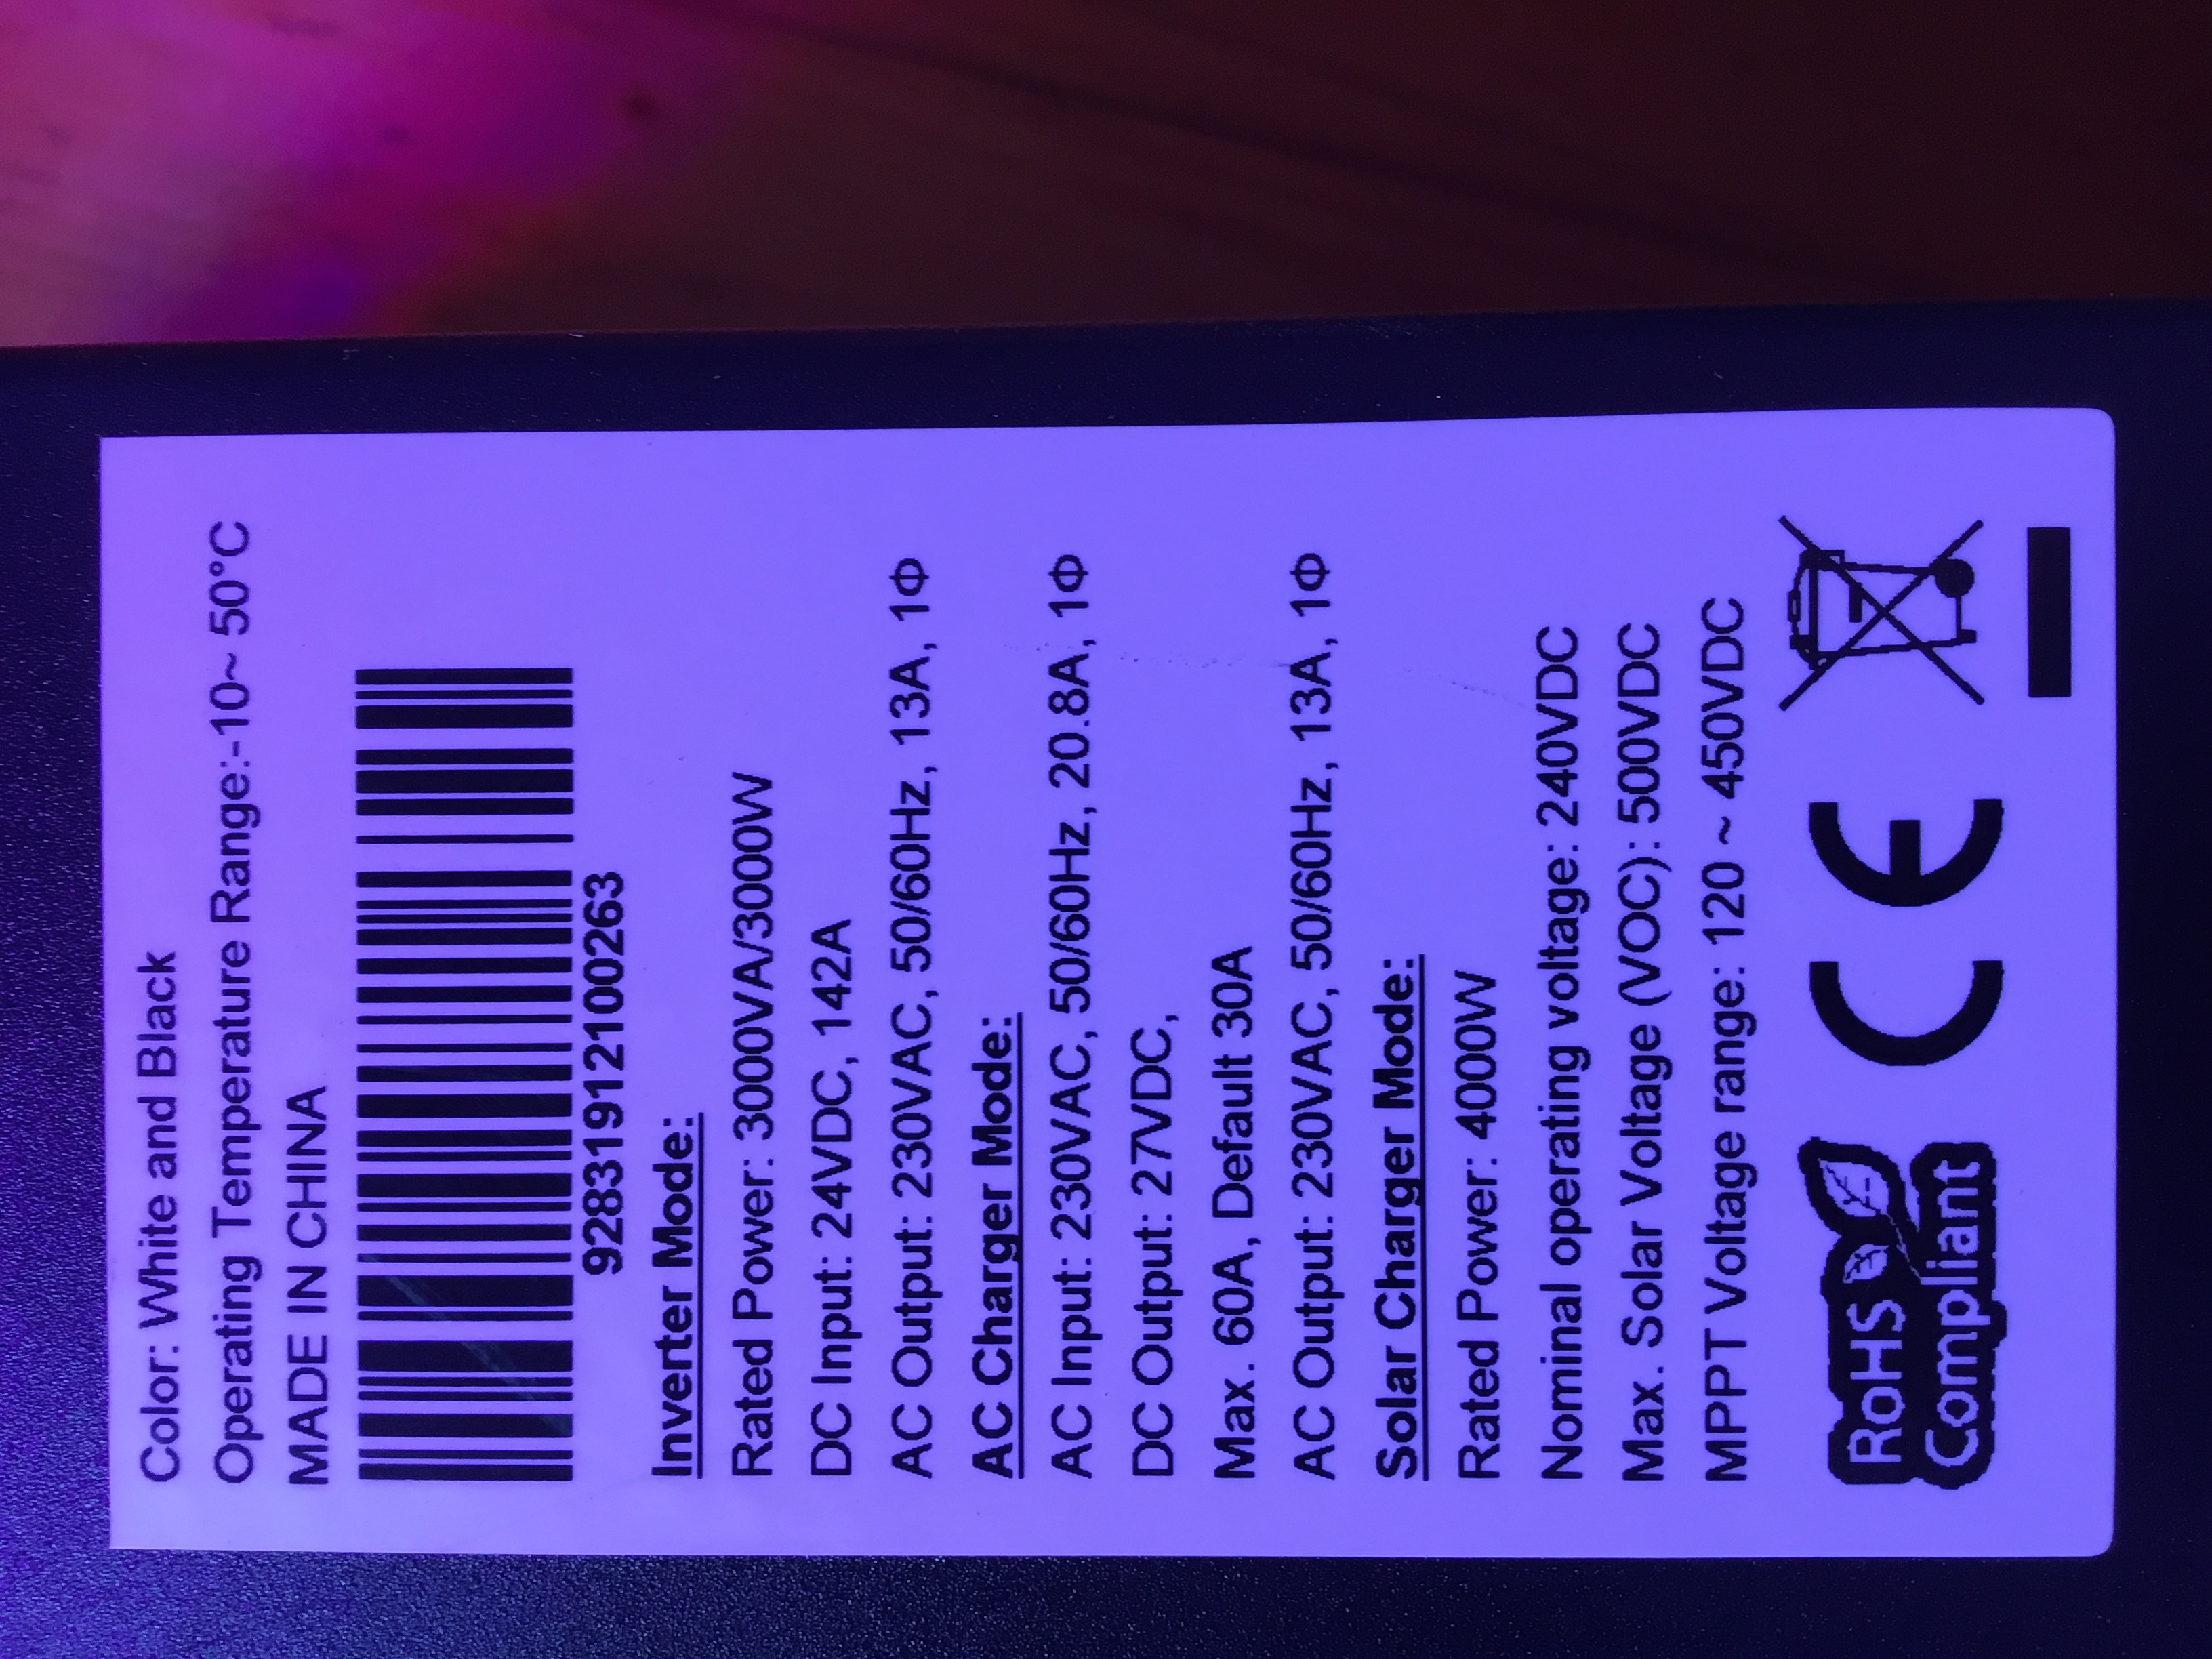 Color: White and Black
Operating Temperature Range:-10~ 50°C
MADE IN CHINA
92831912100263
Inverter Mode:
Rated Power: 3000VA/3000W
DC Input: 24VDC, 142A
AC Output: 230VAC, 50/60Hz, 13A, 1Φ
AC Charger Mode:
AC Input: 230VAC, 50/60Hz, 20.8A, 1Φ
DC Output: 27VDC,
Max. 60A, Default 30A
AC Output: 230VAC, 50/60Hz, 13A, 1Φ
Solar Charger Mode:
Rated Power: 4000W
Nominal operating voltage: 240VDC
Max. Solar Voltage (VOC): 500VDC
MPPT Voltage range: 120 ~ 450VDC
RoHS
Compliant
CE